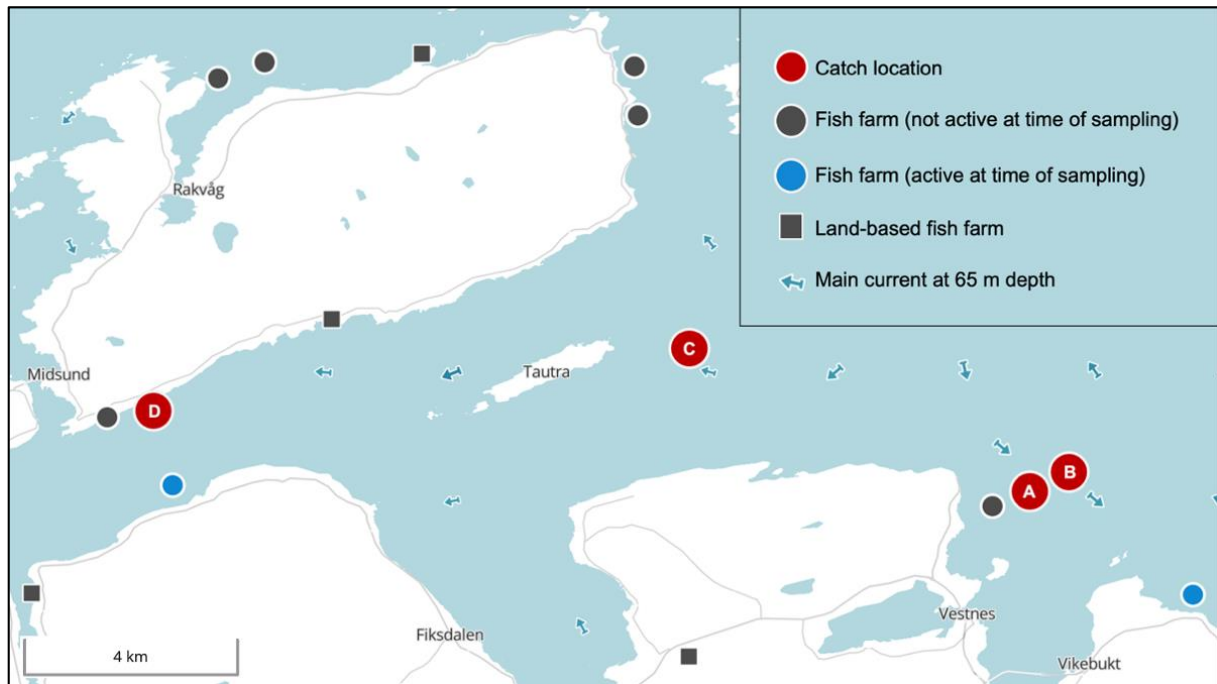 Catch location
Fish farm (not active at time of sampling)
Rakvåg
Fish farm (active at time of sampling)
Land-based fish farm
Main current at 65 m depth
C
Midsund
Tautra
D
B
A
Vestnes
Fiksdalen
4 km
Vikebukt